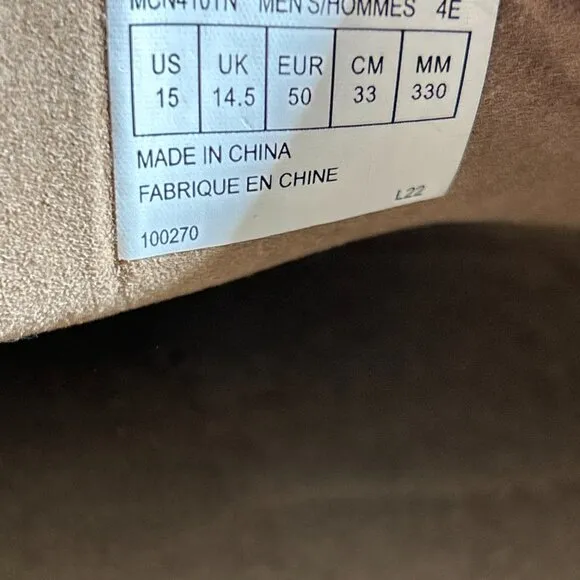 MCN4101N MEN'S/HOMMES 4E
US UK EUR CM MM
15 14.5 50 33 330
MADE IN CHINA
FABRIQUE EN CHINE
L22
100270